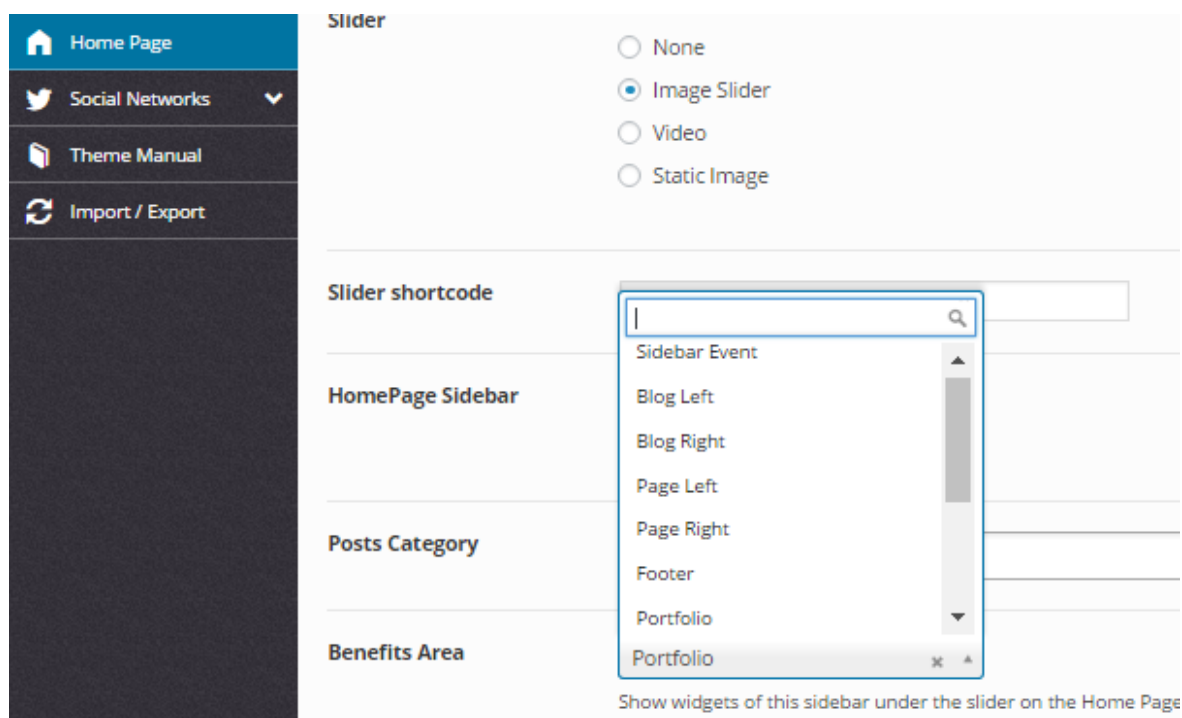 Home Page
Social Networks
Theme Manual
Import / Export
Slider
None
Image Slider
Video
Static Image
Slider shortcode
HomePage Sidebar
Posts Category
Benefits Area
Sidebar Event
Blog Left
Blog Right
Page Left
Page Right
Footer
Portfolio
Portfolio
Show widgets of this sidebar under the slider on the Home Page